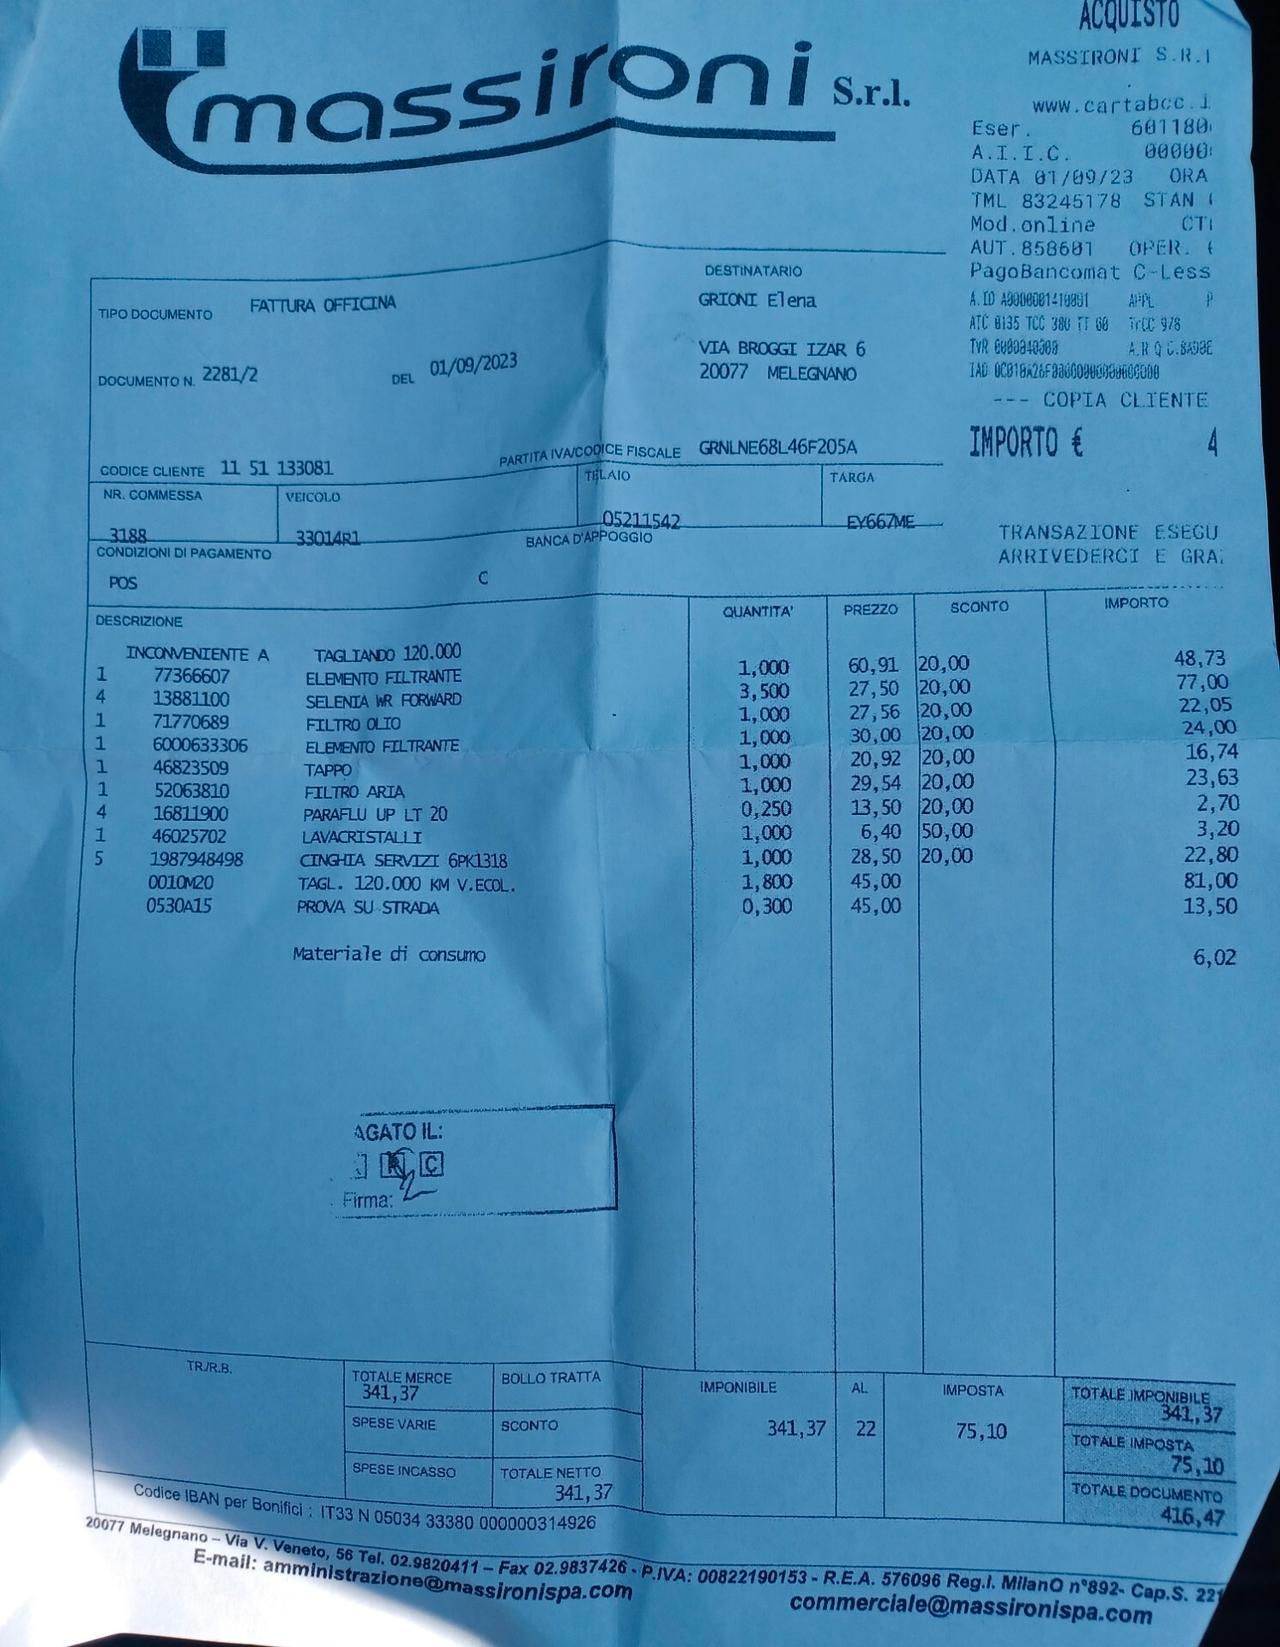 massironi S.r.l.
ACQUISTO
MASSIRONI S.R.
www.cartabcc.
Eser. 601180
A.I.I.C. 00000
DATA 01/09/23 ORA
TML 83245178 STAN
Mod.online
AUT.858601 OPER.
PagoBancomat C-Less
A.ID A0000001410001 APPL P
ATC 0135 TCC 380 TT 00 TrCC 978
--- COPIA CLIENTE
IMPORTO € 4
TRANSAZIONE ESEGU
ARRIVEDERCI E GRA
TIPO DOCUMENTO FATTURA OFFICINA
DOCUMENTO N. 2281/2 DEL 01/09/2023
DESTINATARIO
GRIONI Elena
VIA BROGGI IZAR 6
20077 MELEGNANO
CODICE CLIENTE 11 51 133081
PARTITA IVA/CODICE FISCALE GRNLNE68L46F205A
NR. COMMESSA VEICOLO TELAIO TARGA
3188 33014R1 05211542 EY667ME
CONDIZIONI DI PAGAMENTO BANCA D'APPOGGIO
POS C
DESCRIZIONE QUANTITA' PREZZO SCONTO IMPORTO
INCONVENIENTE A TAGLIANDO 120.000
1 77366607 ELEMENTO FILTRANTE 1,000 60,91 20,00 48,73
4 13881100 SELENIA WR FORWARD 3,500 27,50 20,00 77,00
1 71770689 FILTRO OLIO 1,000 27,56 20,00 22,05
1 6000633306 ELEMENTO FILTRANTE 1,000 30,00 20,00 24,00
1 46823509 TAPPO 1,000 20,92 20,00 16,74
1 52063810 FILTRO ARIA 1,000 29,54 20,00 23,63
4 16811900 PARAFLU UP LT 20 0,250 13,50 20,00 2,70
1 46025702 LAVACRISTALLI 1,000 6,40 50,00 3,20
5 1987948498 CINGHIA SERVIZI 6PK1318 1,000 28,50 20,00 22,80
0010M20 TAGL. 120.000 KM V.ECOL. 1,800 45,00 81,00
0530A15 PROVA SU STRADA 0,300 45,00 13,50
Materiale di consumo 6,02
AGATO IL:
C
Firma:
TR/R.B.
TOTALE MERCE 341,37
BOLLO TRATTA
SPESE VARIE
SCONTO
SPESE INCASSO
TOTALE NETTO 341,37
IMPONIBILE AL IMPOSTA
341,37 22 75,10
TOTALE IMPONIBILE
341,37
TOTALE IMPOSTA
75,10
TOTALE DOCUMENTO
416,47
Codice IBAN per Bonifici : IT33 N 05034 33380 000000314926
20077 Melegnano – Via V. Veneto, 56 Tel. 02.9820411 – Fax 02.9837426 - P.IVA: 00822190153 - R.E.A. 576096 Reg.I. MilanO n°892- Cap.S. 22
E-mail: amministrazione@massironispa.com
commerciale@massironispa.com